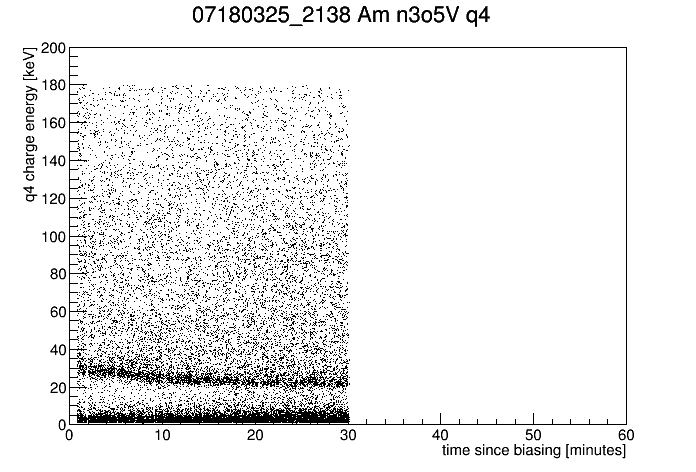 07180325_2138 Am n3o5V q4
q4 charge energy [keV]
200
180
160
140
120
100
80
60
40
20
0
0 10 20 30 40 50 60
time since biasing [minutes]